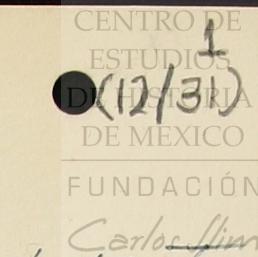 CENTRO DE
1
ESTUDIOS
(12/31)
DE HISTORIA
DE MEXICO
FUNDACIÓN
Carlos Slim